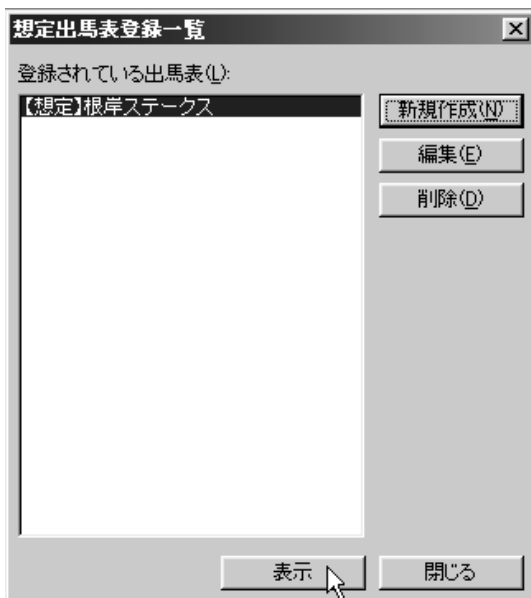 想定出馬表登録一覧
登録されている出馬表(L):
【想定】根岸ステークス
新規作成(N)
編集(E)
削除(D)
表示
閉じる